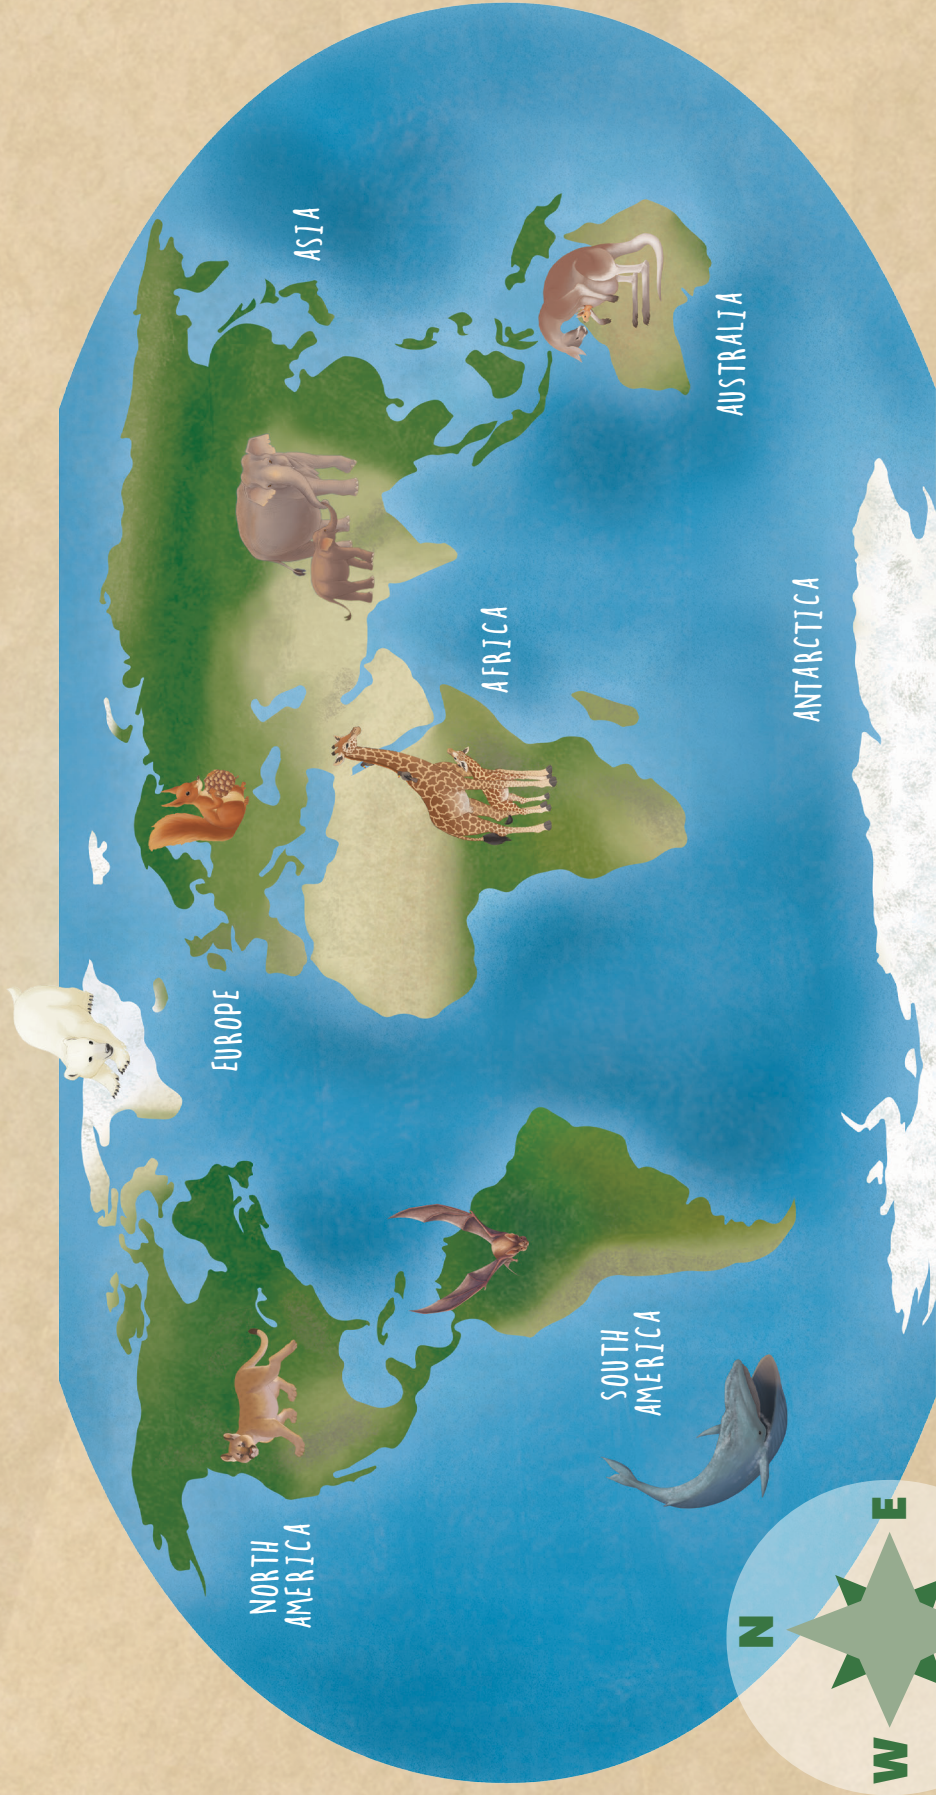 NORTH
AMERICA
SOUTH
AMERICA
EUROPE
AFRICA
ASIA
AUSTRALIA
ANTARCTICA
N
W
E